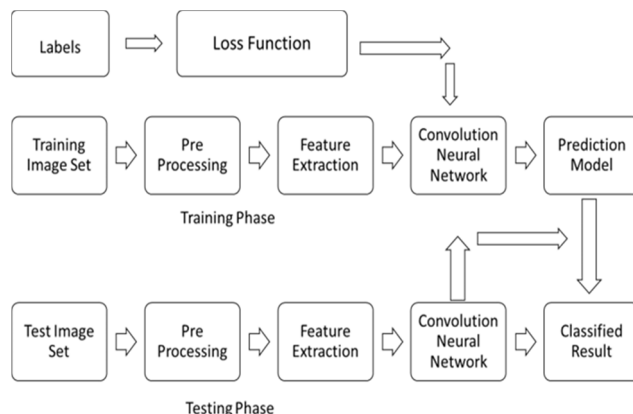 Labels
Loss Function
Training
Image Set
Pre
Processing
Feature
Extraction
Convolution
Neural
Network
Prediction
Model
Training Phase
Test Image
Set
Pre
Processing
Feature
Extraction
Convolution
Neural
Network
Classified
Result
Testing Phase